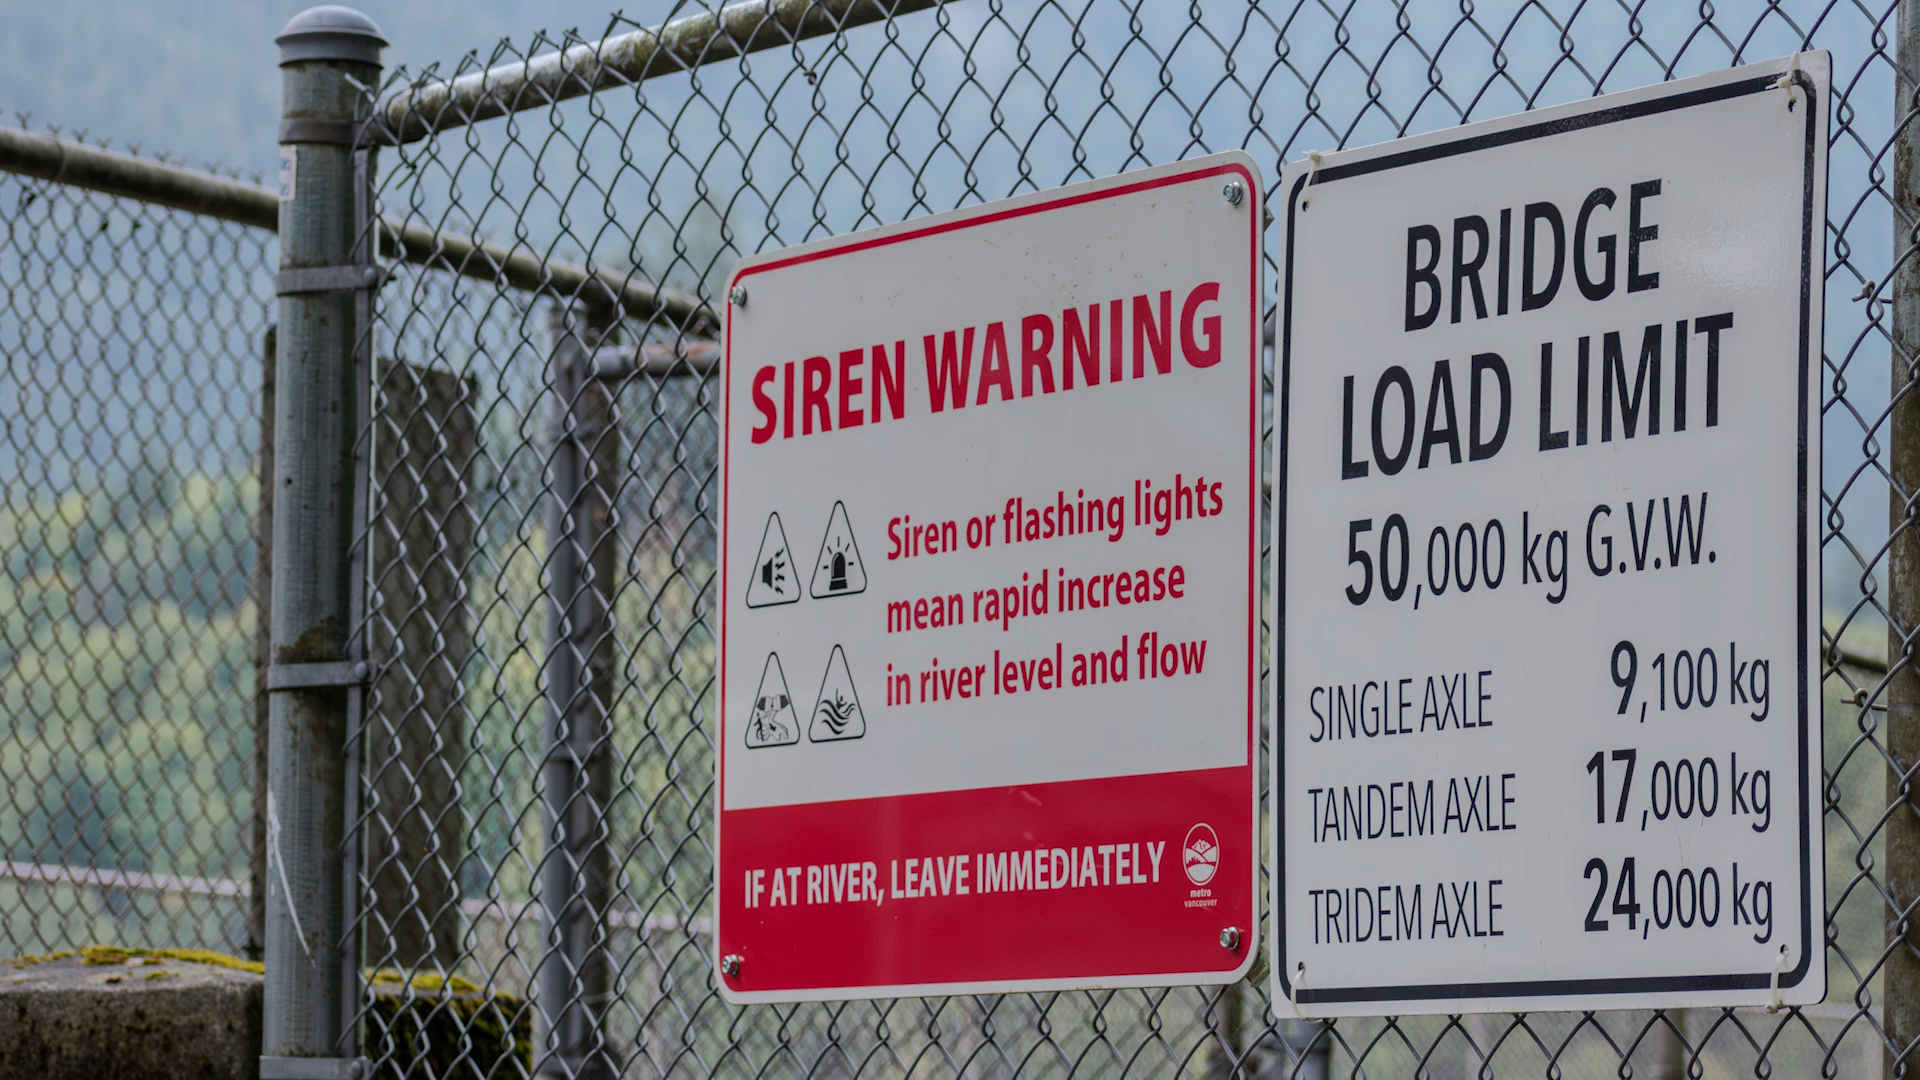 SIREN WARNING
Siren or flashing lights
mean rapid increase
in river level and flow
IF AT RIVER, LEAVE IMMEDIATELY
metro
vancouver
BRIDGE
LOAD LIMIT
50,000 kg G.V.W.
SINGLE AXLE 9,100 kg
TANDEM AXLE 17,000 kg
TRIDEM AXLE 24,000 kg